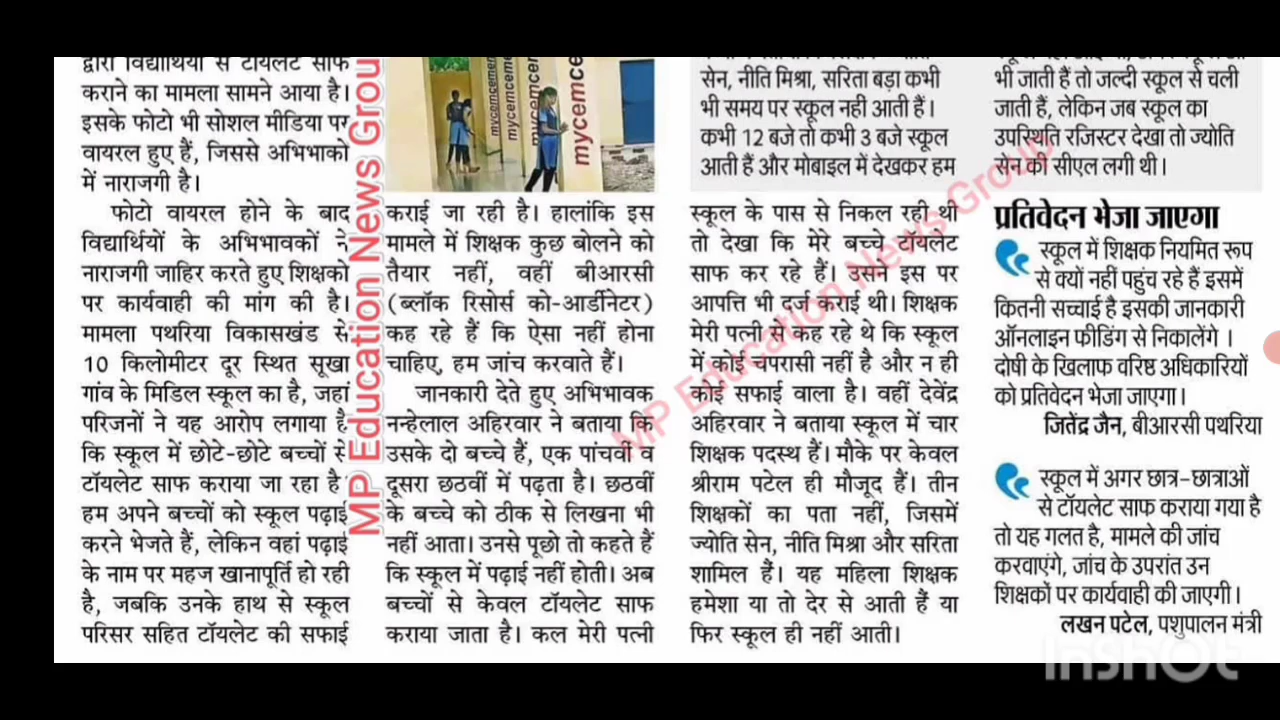 द्वारा विद्यार्थियों से टॉयलेट साफ
कराने का मामला सामने आया है।
इसके फोटो भी सोशल मीडिया पर
वायरल हुए हैं, जिससे अभिभाको
में नाराजगी है।
फोटो वायरल होने के बाद
विद्यार्थियों के अभिभावकों ने
नाराजगी जाहिर करते हुए शिक्षको
पर कार्यवाही की मांग की है।
मामला पथरिया विकासखंड से
10 किलोमीटर दूर स्थित सूखा
गांव के मिडिल स्कूल का है, जहां
परिजनों ने यह आरोप लगाया है
कि स्कूल में छोटे-छोटे बच्चों से
टॉयलेट साफ कराया जा रहा है
हम अपने बच्चों को स्कूल पढ़ाई
करने भेजते हैं, लेकिन वहां पढ़ाई
के नाम पर महज खानापूर्ति हो रही
है, जबकि उनके हाथ से स्कूल
परिसर सहित टॉयलेट की सफाई
MP Education News Grou
mycemcemen
mycemcemen
mycemcemce
mycemce
कराई जा रही है। हालांकि इस
मामले में शिक्षक कुछ बोलने को
तैयार नहीं, वहीं बीआरसी
(ब्लॉक रिसोर्स को-आर्डीनेटर)
कह रहे हैं कि ऐसा नहीं होना
चाहिए, हम जांच करवाते हैं।
जानकारी देते हुए अभिभावक
नन्हेलाल अहिरवार ने बताया कि
उसके दो बच्चे हैं, एक पांचवीं व
दूसरा छठवीं में पढ़ता है। छठवीं
के बच्चे को ठीक से लिखना भी
नहीं आता। उनसे पूछो तो कहते हैं
कि स्कूल में पढ़ाई नहीं होती। अब
बच्चों से केवल टॉयलेट साफ
कराया जाता है। कल मेरी पत्नी
सेन, नीति मिश्रा, सरिता बड़ा कभी
भी समय पर स्कूल नही आती हैं।
कभी 12 बजे तो कभी 3 बजे स्कूल
आती हैं और मोबाइल में देखकर हम
भी जाती हैं तो जल्दी स्कूल से चली
जाती हैं, लेकिन जब स्कूल का
उपस्थिति रजिस्टर देखा तो ज्योति
सेन की सीएल लगी थी।
स्कूल के पास से निकल रही थी
तो देखा कि मेरे बच्चे टॉयलेट
साफ कर रहे हैं। उसने इस पर
आपत्ति भी दर्ज कराई थी। शिक्षक
मेरी पत्नी से कह रहे थे कि स्कूल
में कोई चपरासी नहीं है और न ही
कोई सफाई वाला है। वहीं देवेंद्र
अहिरवार ने बताया स्कूल में चार
शिक्षक पदस्थ हैं। मौके पर केवल
श्रीराम पटेल ही मौजूद हैं। तीन
शिक्षकों का पता नहीं, जिसमें
ज्योति सेन, नीति मिश्रा और सरिता
शामिल हैं। यह महिला शिक्षक
हमेशा या तो देर से आती हैं या
फिर स्कूल ही नहीं आती।
MP Education News Group
प्रतिवेदन भेजा जाएगा
स्कूल में शिक्षक नियमित रूप
से क्यों नहीं पहुंच रहे हैं इसमें
कितनी सच्चाई है इसकी जानकारी
ऑनलाइन फीडिंग से निकालेंगे ।
दोषी के खिलाफ वरिष्ठ अधिकारियों
को प्रतिवेदन भेजा जाएगा।
जितेंद्र जैन, बीआरसी पथरिया
स्कूल में अगर छात्र-छात्राओं
से टॉयलेट साफ कराया गया है
तो यह गलत है, मामले की जांच
करवाएंगे, जांच के उपरांत उन
शिक्षकों पर कार्यवाही की जाएगी।
लखन पटेल, पशुपालन मंत्री
InShOt